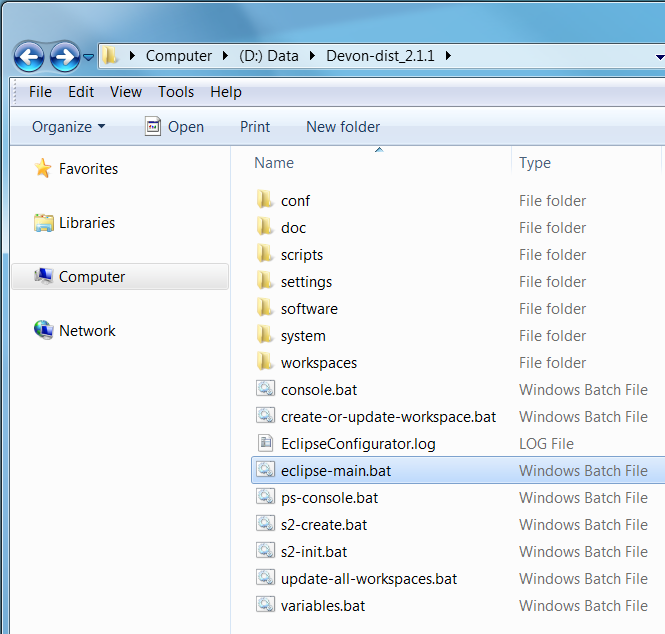 Computer (D:) Data Devon-dist_2.1.1
File Edit View Tools Help
Organize Open Print New folder
Favorites
Libraries
Computer
Network
Name Type
conf File folder
doc File folder
scripts File folder
settings File folder
software File folder
system File folder
workspaces File folder
console.bat Windows Batch File
create-or-update-workspace.bat Windows Batch File
EclipseConfigurator.log LOG File
eclipse-main.bat Windows Batch File
ps-console.bat Windows Batch File
s2-create.bat Windows Batch File
s2-init.bat Windows Batch File
update-all-workspaces.bat Windows Batch File
variables.bat Windows Batch File